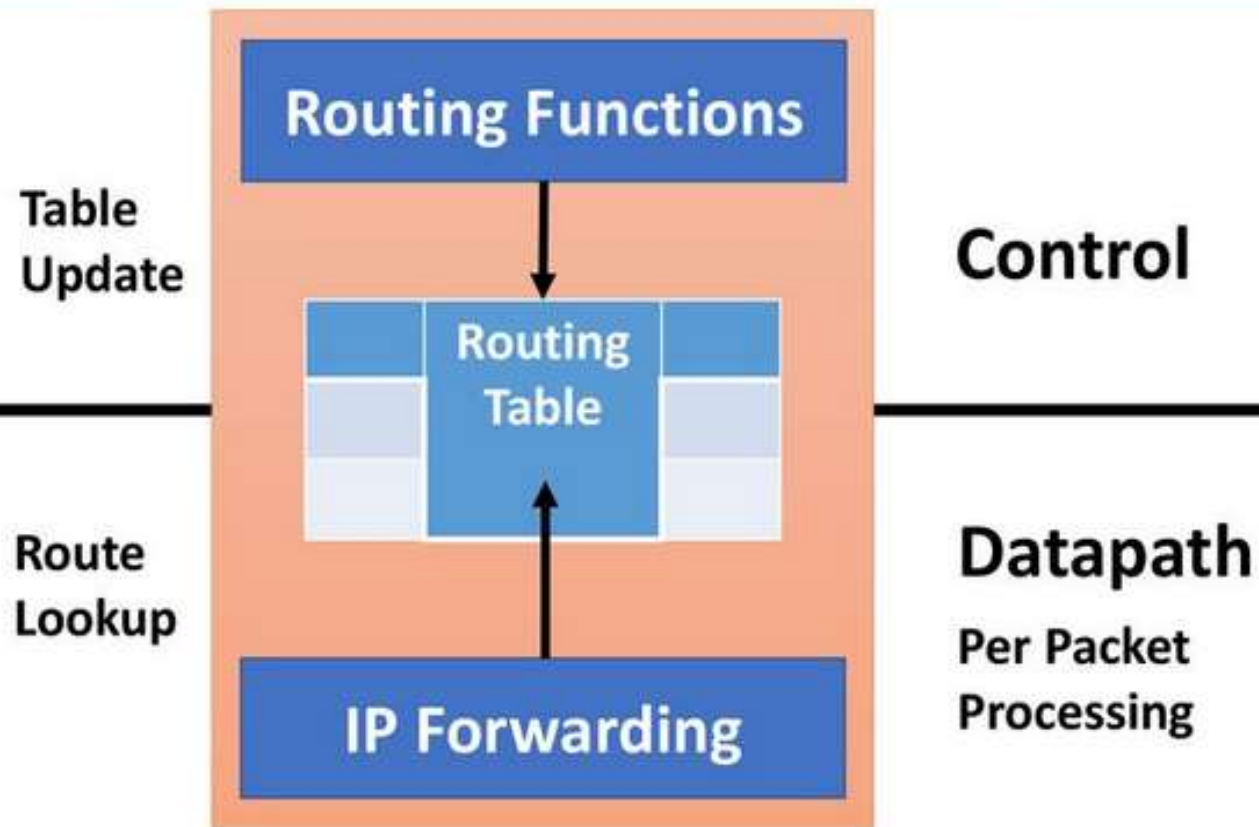 Routing Functions
Table
Update
Control
Routing
Table
Route
Lookup
Datapath
Per Packet
Processing
IP Forwarding